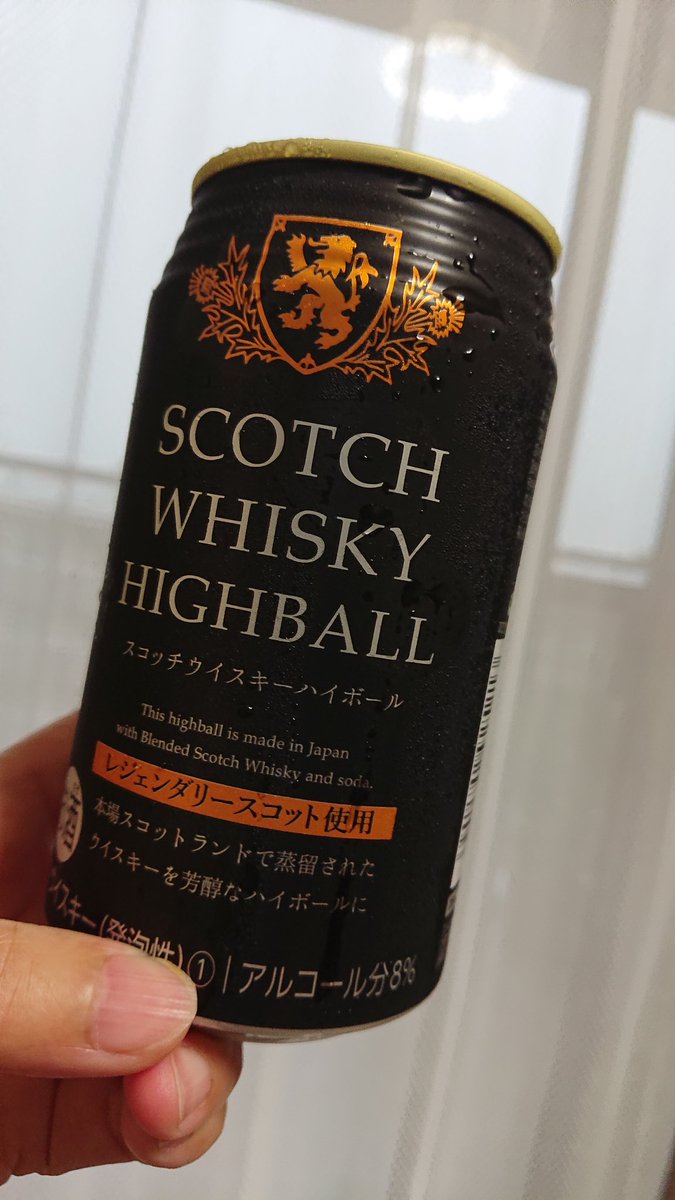 SCOTCH
WHISKY
HIGHBALL
スコッチウイスキーハイボール
This highball is made in Japan
with Blended Scotch Whisky and soda.
レジェンダリースコット使用
本場スコットランドで蒸留された
ウイスキーを芳醇なハイボールに
酒
イスキー(発泡性)①|アルコール分8%